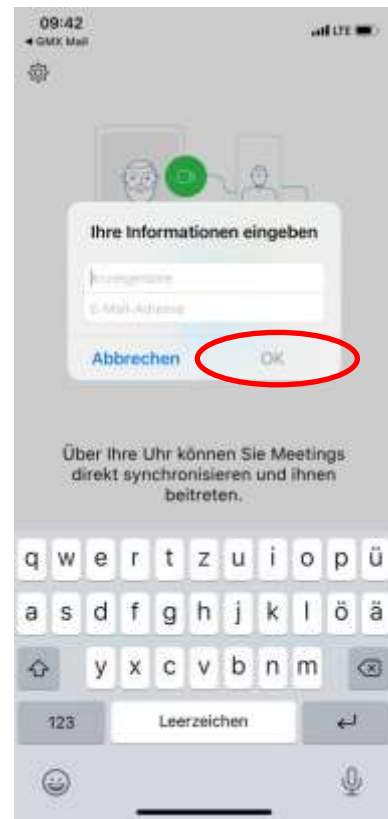 09:42
◀ GMX Mail
LTE
Ihre Informationen eingeben
Anzeigename
E-Mail-Adresse
Abbrechen OK
Über Ihre Uhr können Sie Meetings
direkt synchronisieren und ihnen
beitreten.
q w e r t z u i o p ü
a s d f g h j k l ö ä
y x c v b n m
123 Leerzeichen